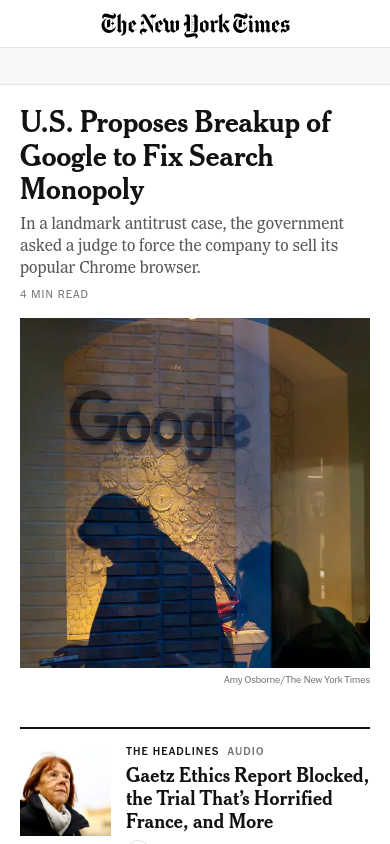 The New York Times
U.S. Proposes Breakup of
Google to Fix Search
Monopoly
In a landmark antitrust case, the government
asked a judge to force the company to sell its
popular Chrome browser.
4 MIN READ
Google
Amy Osborne/The New York Times
THE HEADLINES AUDIO
Gaetz Ethics Report Blocked,
the Trial That’s Horrified
France, and More